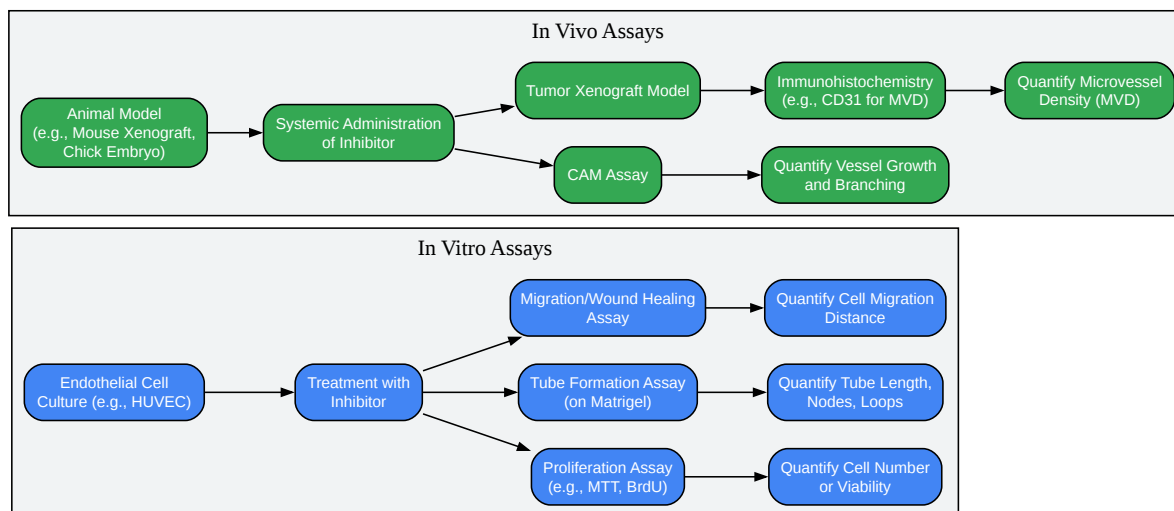 In Vivo Assays
Animal Model
(e.g., Mouse Xenograft,
Chick Embryo)
Systemic Administration
of Inhibitor
Tumor Xenograft Model
Immunohistochemistry
(e.g., CD31 for MVD)
Quantify Microvessel
Density (MVD)
CAM Assay
Quantify Vessel Growth
and Branching
In Vitro Assays
Endothelial Cell
Culture (e.g., HUVEC)
Treatment with
Inhibitor
Migration/Wound Healing
Assay
Quantify Cell Migration
Distance
Tube Formation Assay
(on Matrigel)
Quantify Tube Length,
Nodes, Loops
Proliferation Assay
(e.g., MTT, BrdU)
Quantify Cell Number
or Viability